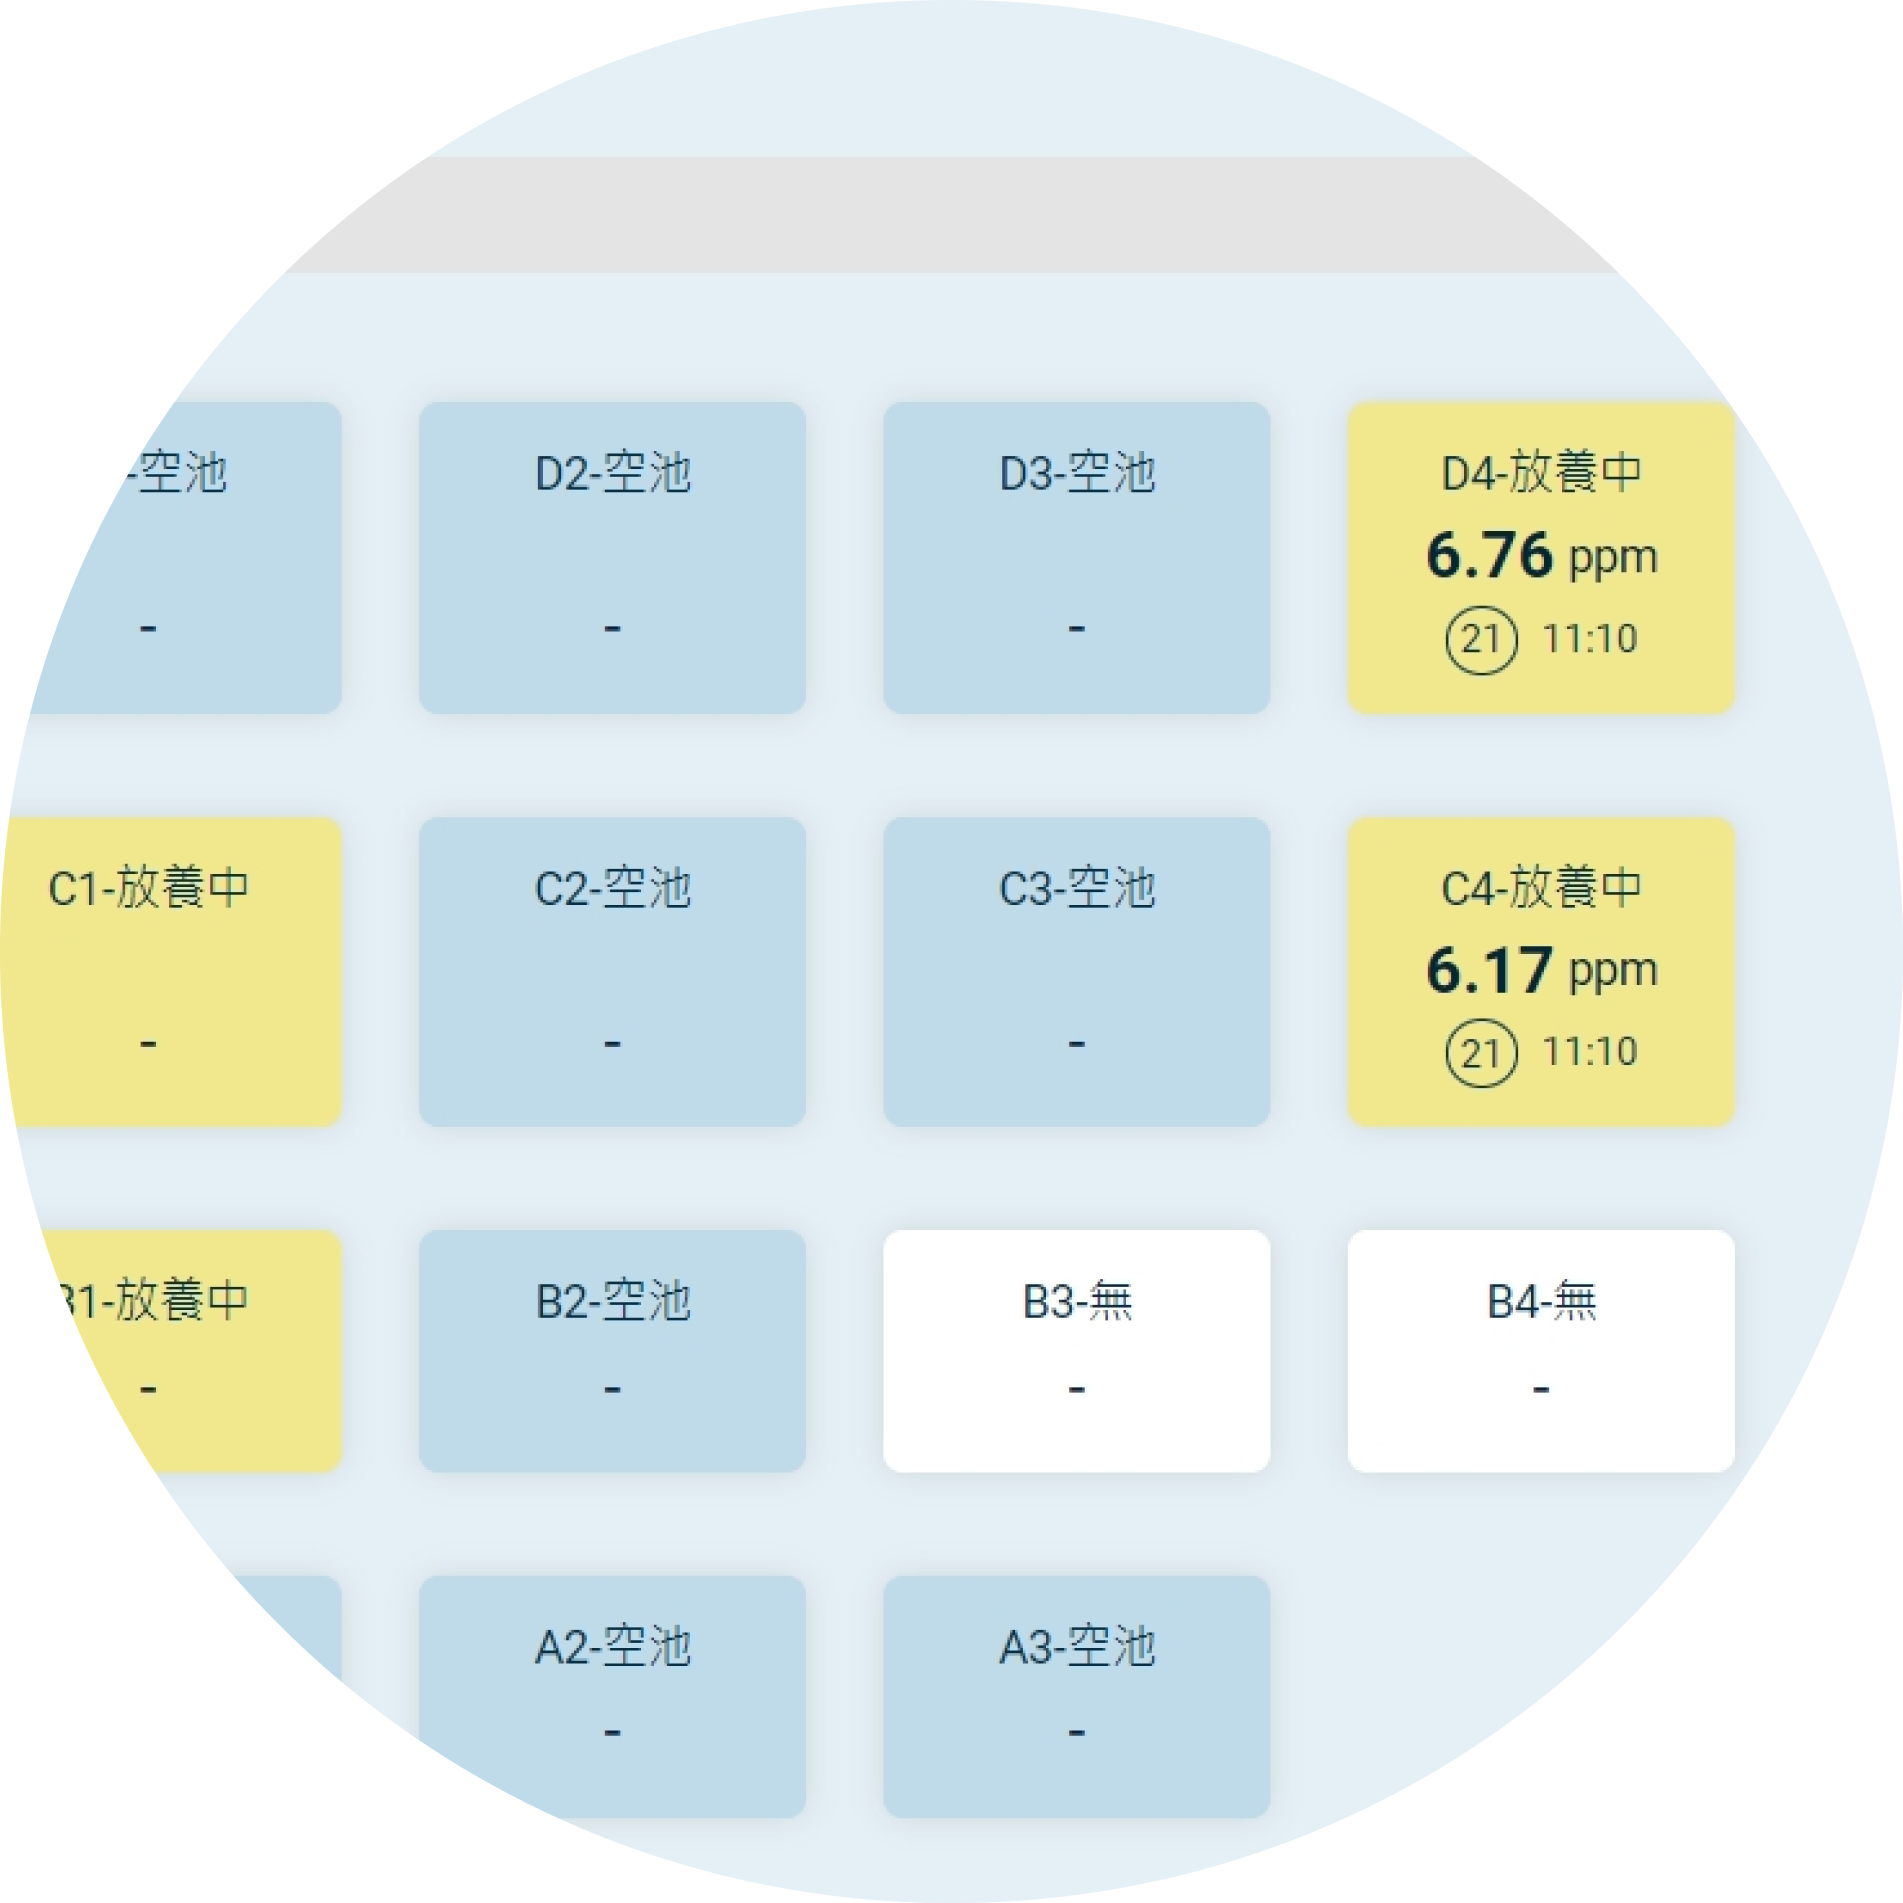 -空池
-
D2-空池
-
D3-空池
-
D4-放養中
6.76 ppm
21 11:10
C1-放養中
-
C2-空池
-
C3-空池
-
C4-放養中
6.17 ppm
21 11:10
B1-放養中
-
B2-空池
-
B3-無
-
B4-無
-
A2-空池
-
A3-空池
-